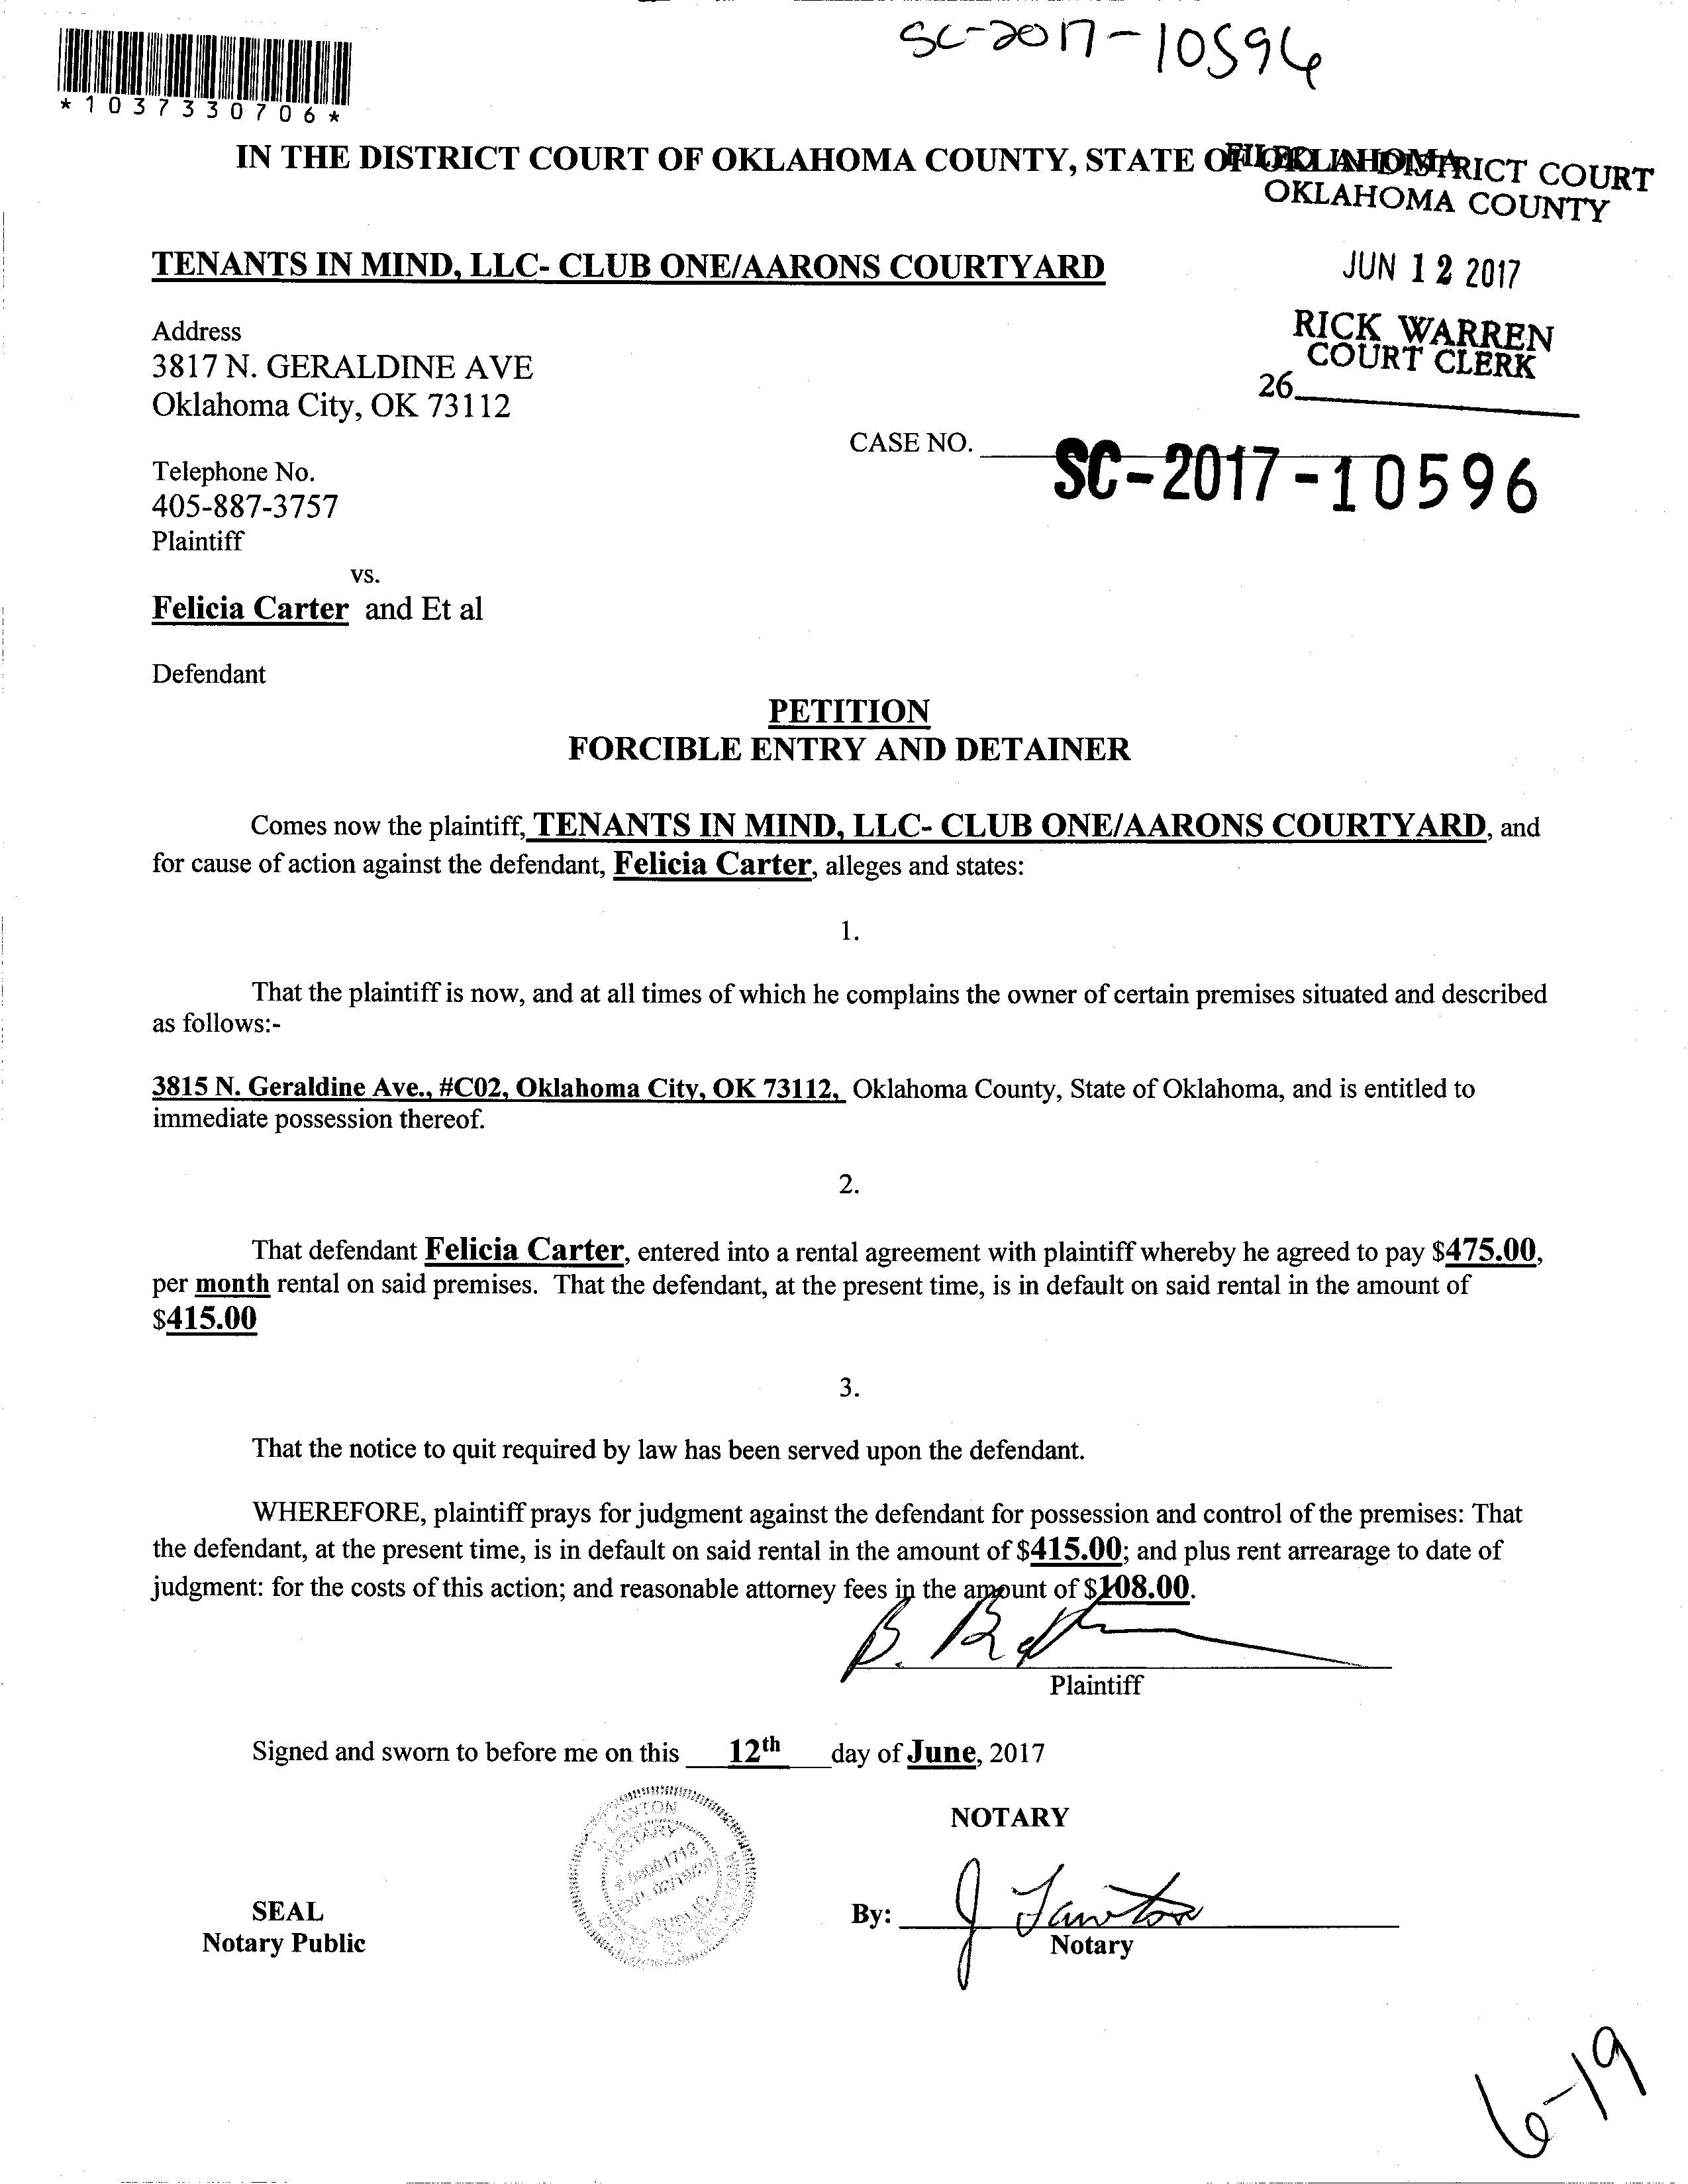 SC-2017-10596
*1037330706*
IN THE DISTRICT COURT OF OKLAHOMA COUNTY, STATE OF OKLAHOMA
FILED IN DISTRICT COURT
OKLAHOMA COUNTY
TENANTS IN MIND, LLC- CLUB ONE/AARONS COURTYARD
JUN 12 2017
RICK WARREN
COURT CLERK
26
Address
3817 N. GERALDINE AVE
Oklahoma City, OK 73112
CASE NO. SC-2017-10596
Telephone No.
405-887-3757
Plaintiff
vs.
Felicia Carter and Et al
Defendant
PETITION
FORCIBLE ENTRY AND DETAINER
Comes now the plaintiff, TENANTS IN MIND, LLC- CLUB ONE/AARONS COURTYARD, and
for cause of action against the defendant, Felicia Carter, alleges and states:
1.
That the plaintiff is now, and at all times of which he complains the owner of certain premises situated and described
as follows:-
3815 N. Geraldine Ave., #C02, Oklahoma City, OK 73112, Oklahoma County, State of Oklahoma, and is entitled to
immediate possession thereof.
2.
That defendant Felicia Carter, entered into a rental agreement with plaintiff whereby he agreed to pay $475.00,
per month rental on said premises. That the defendant, at the present time, is in default on said rental in the amount of
$415.00
3.
That the notice to quit required by law has been served upon the defendant.
WHEREFORE, plaintiff prays for judgment against the defendant for possession and control of the premises: That
the defendant, at the present time, is in default on said rental in the amount of $415.00; and plus rent arrearage to date of
judgment: for the costs of this action; and reasonable attorney fees in the amount of $108.00.
B.
Plaintiff
Signed and sworn to before me on this 12th day of June, 2017
J. LAWTON
NOTARY
PUBLIC
STATE OF OKLAHOMA
NOTARY
SEAL
Notary Public
By: J Lawton
Notary
6-19